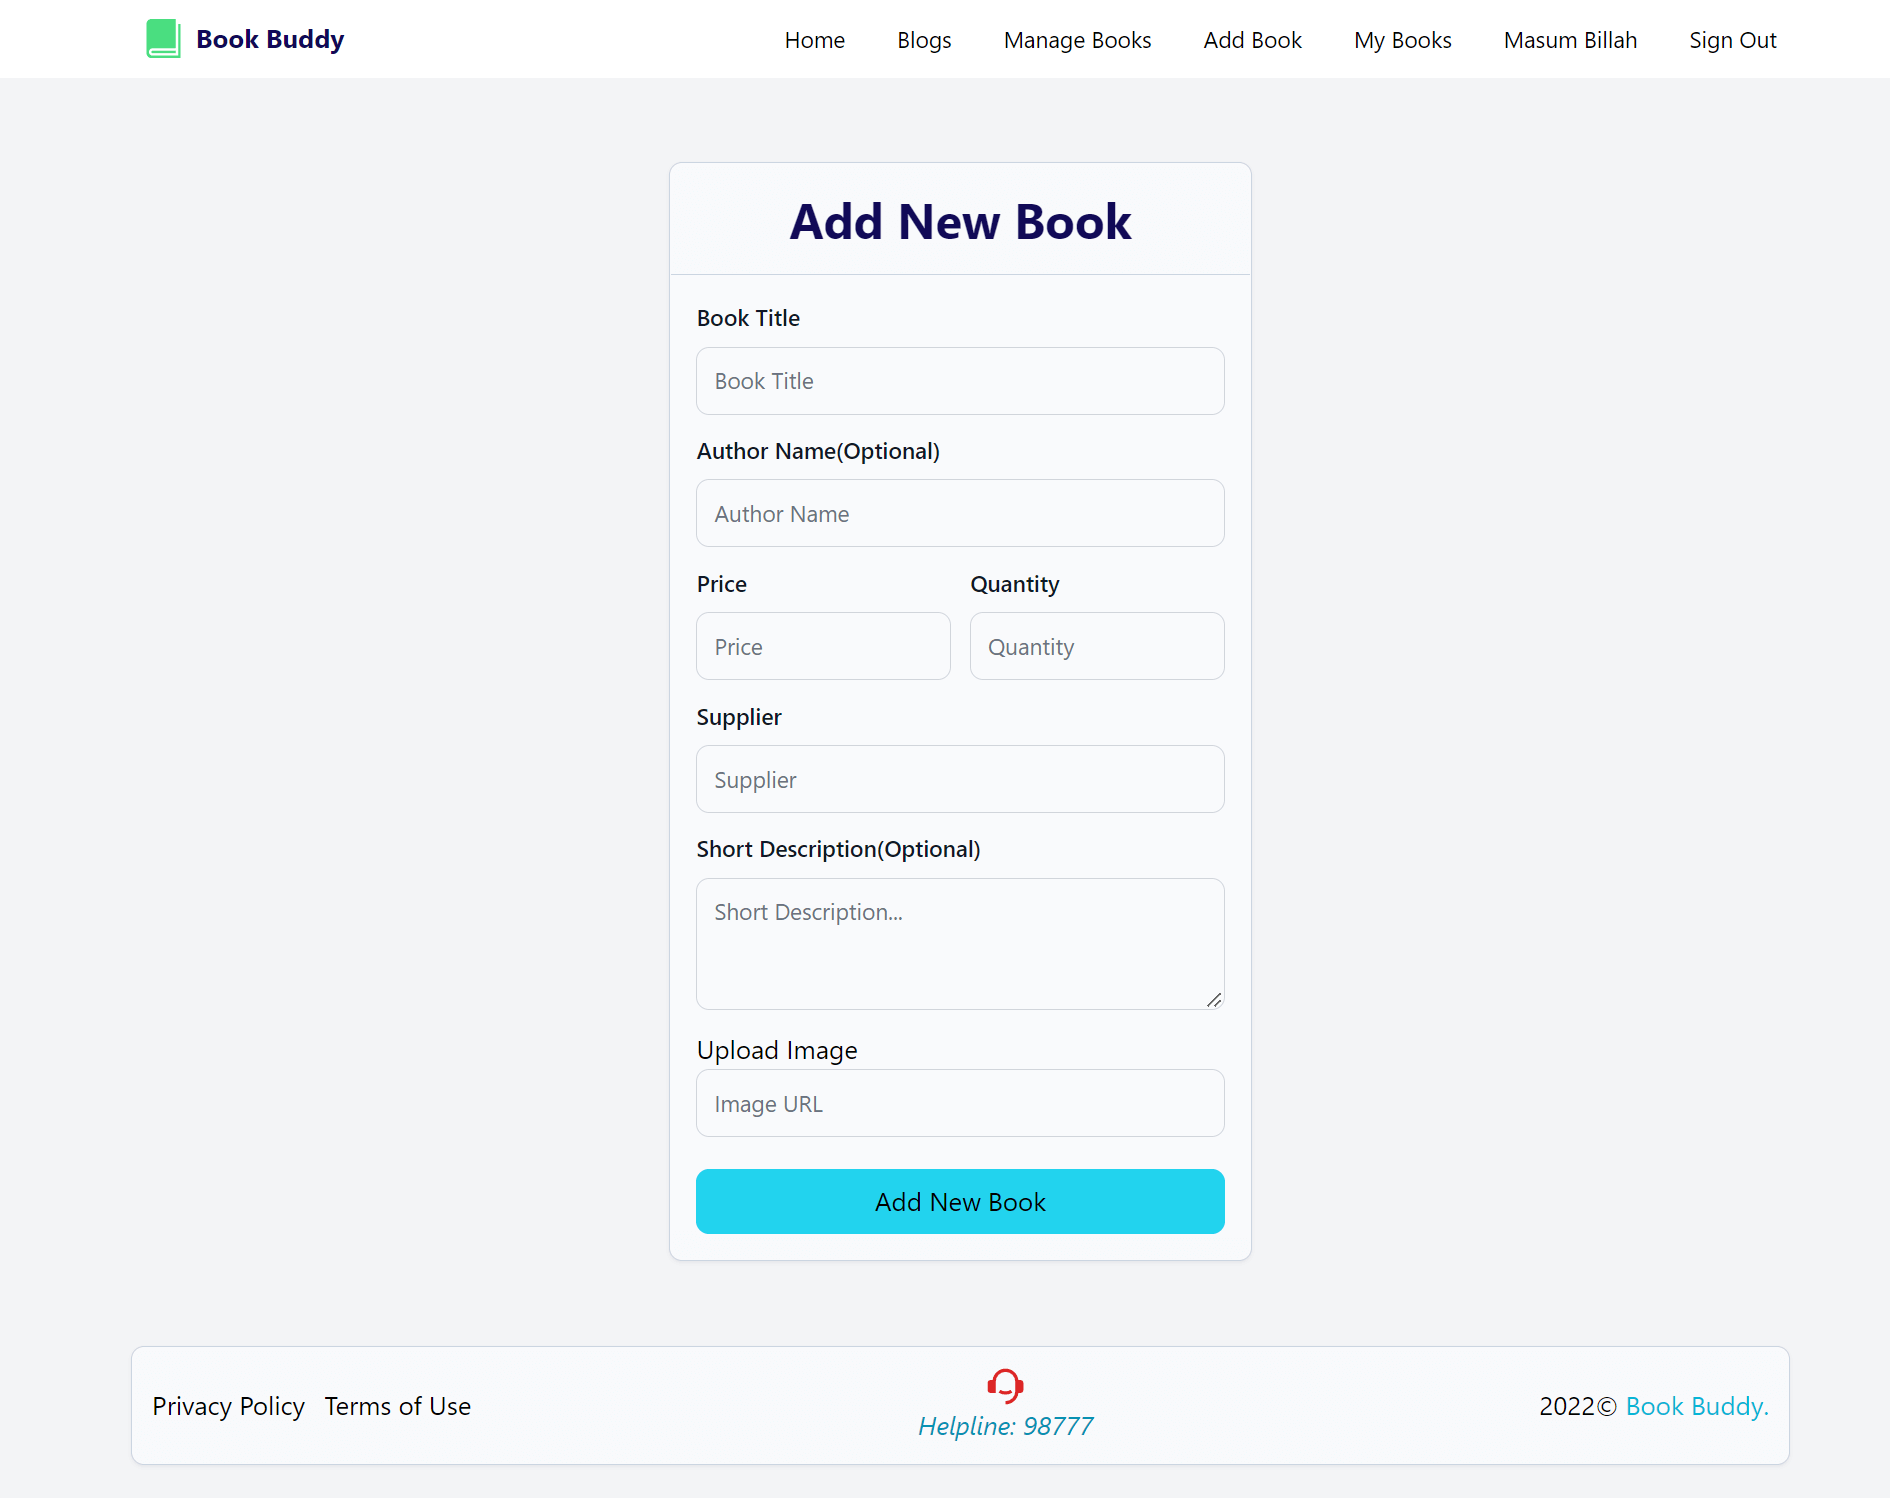 Book Buddy
Home Blogs Manage Books Add Book My Books Masum Billah Sign Out
Add New Book
Book Title
Book Title
Author Name(Optional)
Author Name
Price Quantity
Price Quantity
Supplier
Supplier
Short Description(Optional)
Short Description...
Upload Image
Image URL
Add New Book
Privacy Policy Terms of Use
Helpline: 98777
2022© Book Buddy.